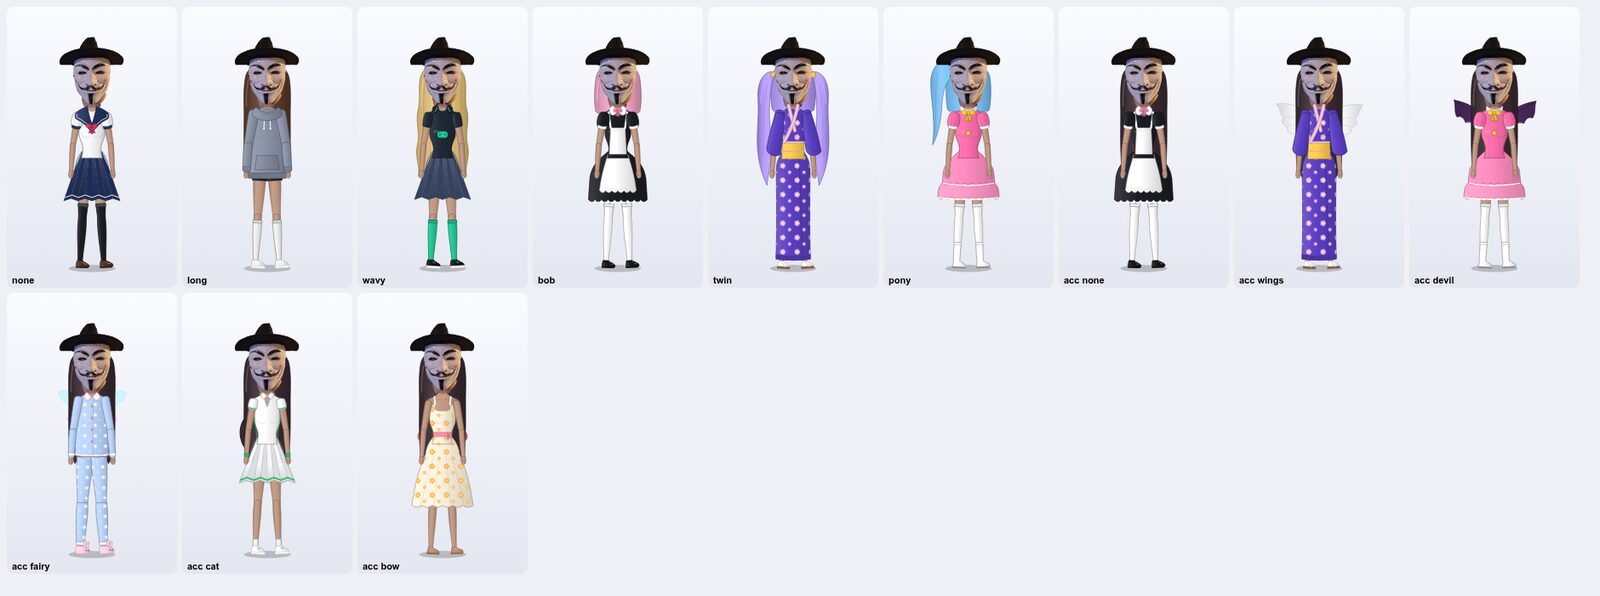 none
long
wavy
bob
twin
pony
acc none
acc wings
acc devil
acc fairy
acc cat
acc bow